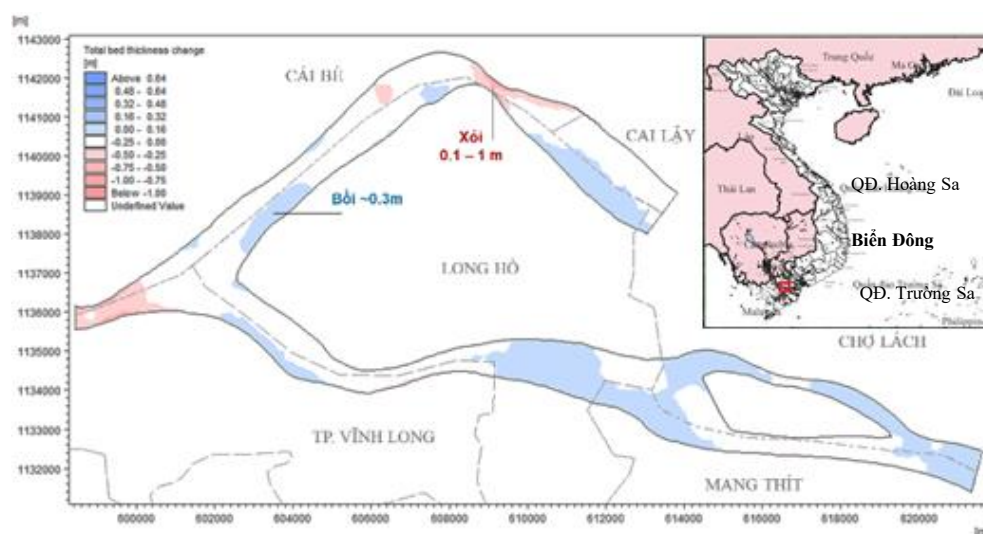 [m]
1143000
1142000
1141000
1140000
1139000
1138000
1137000
1136000
1135000
1134000
1133000
1132000
Total bed thickness change
[m]
Above 0.64
0.48 - 0.64
0.32 - 0.48
0.16 - 0.32
0.00 - 0.16
-0.25 - 0.00
-0.50 - -0.25
-0.75 - -0.50
-1.00 - -0.75
Below -1.00
Undefined Value
CÁI BÈ
Xói
0.1 – 1 m
CAI LẬY
Bồi ~0.3m
LONG HỒ
TP. VĨNH LONG
CHỢ LÁCH
MANG THÍT
Trung Quốc
Ma
Đài Loa
Lào
Thái Lan
QĐ. Hoàng Sa
Biển Đông
QĐ. Trường Sa
Philippin
600000 602000 604000 606000 608000 610000 612000 614000 616000 618000 620000